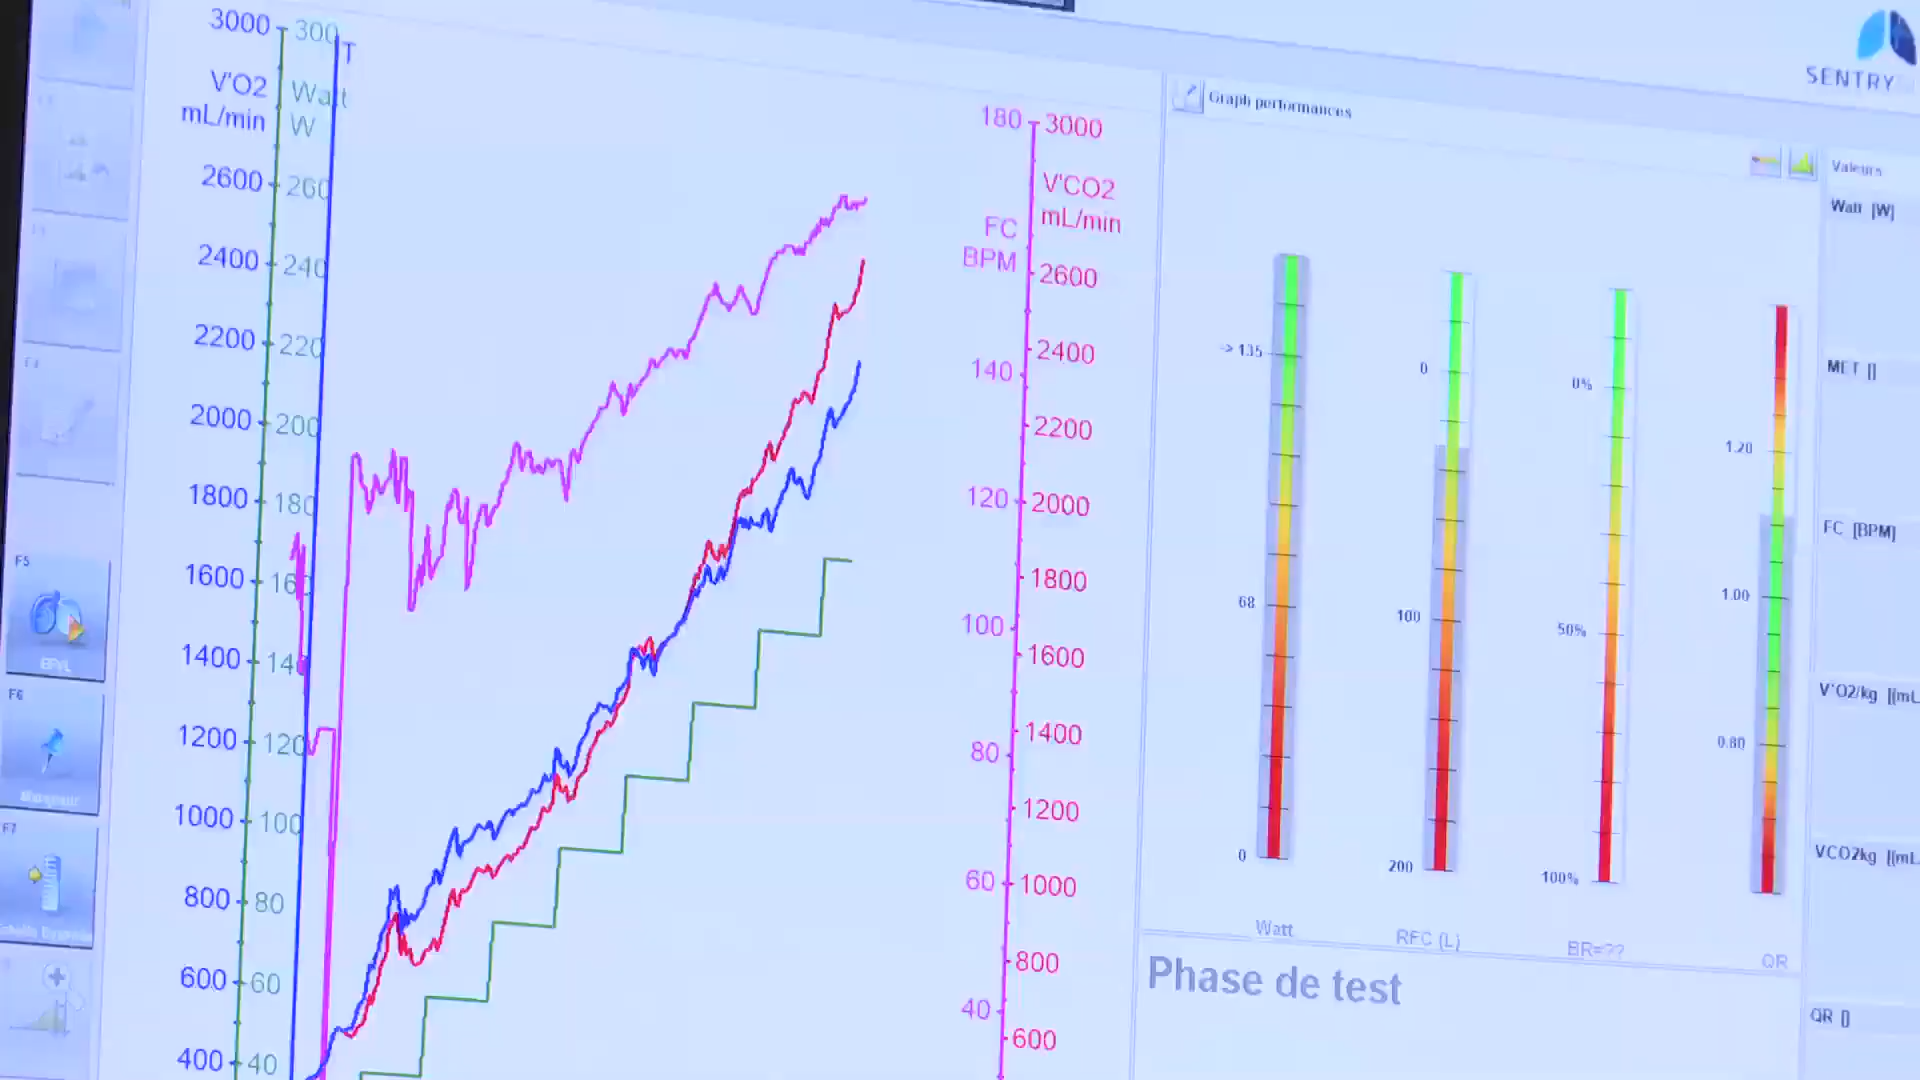 3000
300
T
V'O2
Watt
mL/min
W
2600
260
2400
240
2200
220
2000
200
1800
180
1600
1400
1200
120
1000
100
800
80
600
60
400
40
180
3000
V'CO2
mL/min
FC
BPM
2600
2400
140
2200
120
2000
1800
100
1600
1400
80
1200
60
1000
800
40
600
F5
F6
F7
SENTRY
Graph performances
-> 135
68
0
Watt
0
100
200
RFC (L)
0%
50%
100%
BR=??
1.20
1.00
0.80
QR
Phase de test
Valeurs
Watt [W]
MET []
FC [BPM]
V'O2/kg [[mL
VCO2kg [[mL
QR []